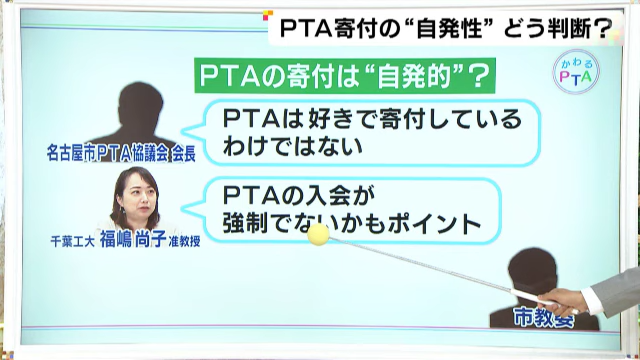 PTA寄付の“自発性”どう判断？
かわる
PTA
PTAの寄付は“自発的”？
PTAは好きで寄付している
わけではない
名古屋市PTA協議会 会長
PTAの入会が
強制でないかもポイント
千葉工大 福嶋尚子 准教授
市教委